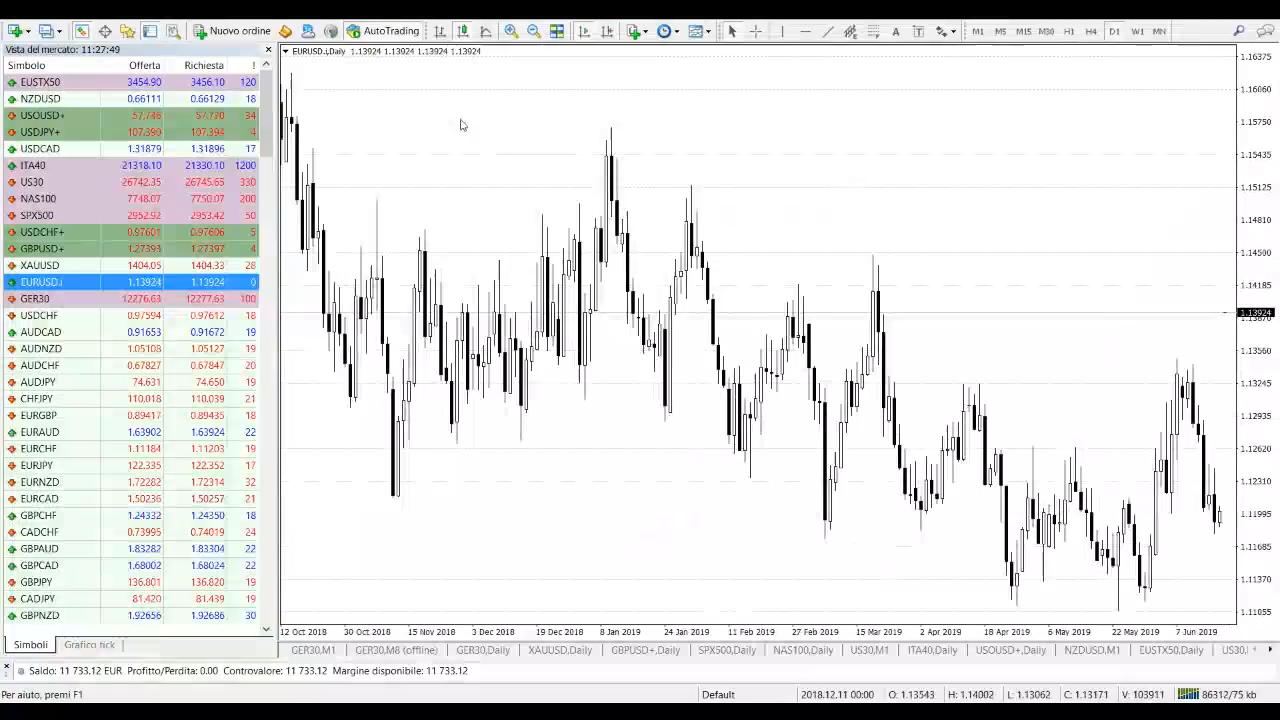 Nuovo ordine AutoTrading A T M1 M5 M15 M30 H1 H4 D1 W1 MN
Vista del mercato: 11:27:49
EURUSD.i,Daily 1.13924 1.13924 1.13924 1.13924
Simbolo Offerta Richiesta !
EUSTX50 3454.90 3456.10 120
NZDUSD 0.66111 0.66129 18
USOUSD+ 34
USDJPY+ 107.390 107.394 4
USDCAD 1.31879 1.31896 17
ITA40 21318.10 21330.10 1200
US30 26742.35 26745.65 330
NAS100 7748.07 7750.07 200
SPX500 2952.92 2953.42 50
USDCHF+ 0.97601 0.97606 5
GBPUSD+ 1.27393 1.27397 4
XAUUSD 1404.05 1404.33 28
EURUSD.i 1.13924 1.13924 0
GER30 12276.63 12277.63 100
USDCHF 0.97594 0.97612 18
AUDCAD 0.91653 0.91672 19
AUDNZD 1.05108 1.05127 19
AUDCHF 0.67827 0.67847 20
AUDJPY 74.631 74.650 19
CHFJPY 110.018 110.039 21
EURGBP 0.89417 0.89435 18
EURAUD 1.63902 1.63924 22
EURCHF 1.11184 1.11203 19
EURJPY 122.335 122.352 17
EURNZD 1.72282 1.72314 32
EURCAD 1.50236 1.50257 21
GBPCHF 1.24332 1.24350 18
CADCHF 0.73995 0.74019 24
GBPAUD 1.83282 1.83304 22
GBPCAD 1.68002 1.68024 22
GBPJPY 136.801 136.820 19
CADJPY 81.420 81.439 19
GBPNZD 1.92656 1.92686 30
1.16375
1.16060
1.15750
1.15435
1.15125
1.14810
1.14500
1.14185
1.13924
1.13560
1.13245
1.12935
1.12620
1.12310
1.11995
1.11685
1.11370
1.11055
12 Oct 2018 30 Oct 2018 15 Nov 2018 3 Dec 2018 19 Dec 2018 8 Jan 2019 24 Jan 2019 11 Feb 2019 27 Feb 2019 15 Mar 2019 2 Apr 2019 18 Apr 2019 6 May 2019 22 May 2019 7 Jun 2019
Simboli Grafico tick
GER30,M1 GER30,M8 (offline) GER30,Daily XAUUSD,Daily GBPUSD+,Daily SPX500,Daily NAS100,Daily US30,M1 ITA40,Daily USOUSD+,Daily NZDUSD,M1 EUSTX50,Daily US30,
Saldo: 11 733.12 EUR Profitto/Perdita: 0.00 Controvalore: 11 733.12 Margine disponibile: 11 733.12
Per aiuto, premi F1 Default 2018.12.11 00:00 O: 1.13543 H: 1.14002 L: 1.13062 C: 1.13171 V: 103911 86312/75 kb